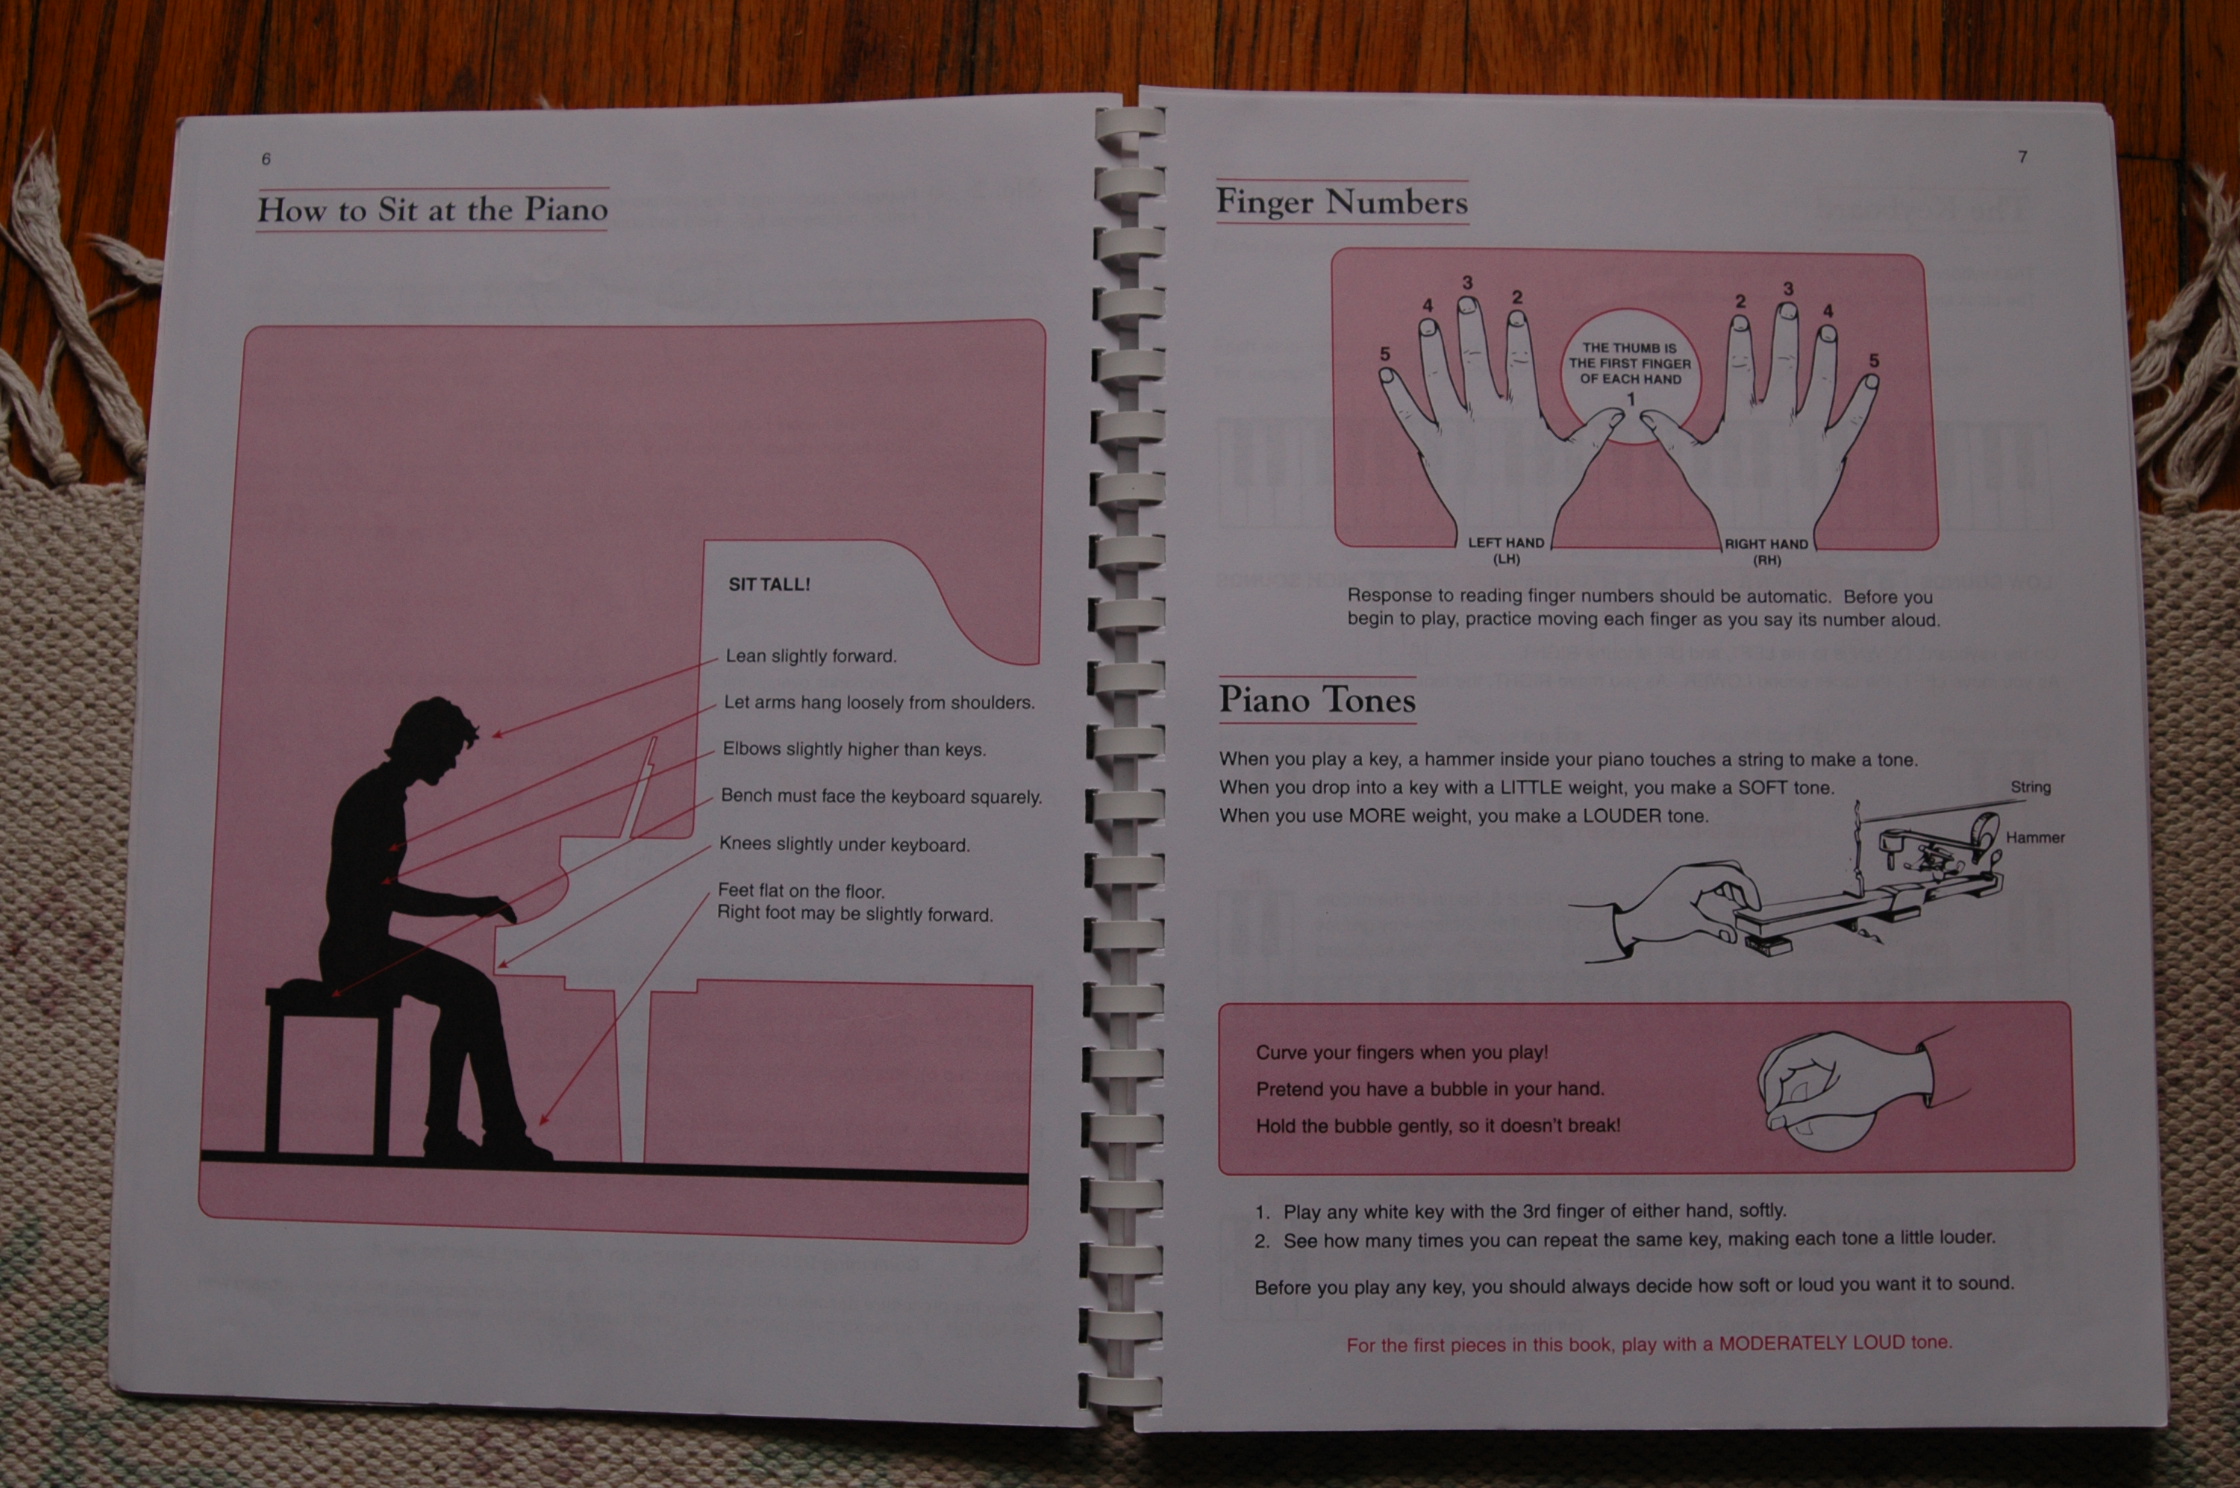 6
How to Sit at the Piano
SIT TALL!
Lean slightly forward.
Let arms hang loosely from shoulders.
Elbows slightly higher than keys.
Bench must face the keyboard squarely.
Knees slightly under keyboard.
Feet flat on the floor.
Right foot may be slightly forward.
7
Finger Numbers
5
4
3
2
THE THUMB IS
THE FIRST FINGER
OF EACH HAND
1
2
3
4
5
LEFT HAND
(LH)
RIGHT HAND
(RH)
Response to reading finger numbers should be automatic. Before you
begin to play, practice moving each finger as you say its number aloud.
Piano Tones
When you play a key, a hammer inside your piano touches a string to make a tone.
When you drop into a key with a LITTLE weight, you make a SOFT tone.
When you use MORE weight, you make a LOUDER tone.
String
Hammer
Curve your fingers when you play!
Pretend you have a bubble in your hand.
Hold the bubble gently, so it doesn't break!
1. Play any white key with the 3rd finger of either hand, softly.
2. See how many times you can repeat the same key, making each tone a little louder.
Before you play any key, you should always decide how soft or loud you want it to sound.
For the first pieces in this book, play with a MODERATELY LOUD tone.